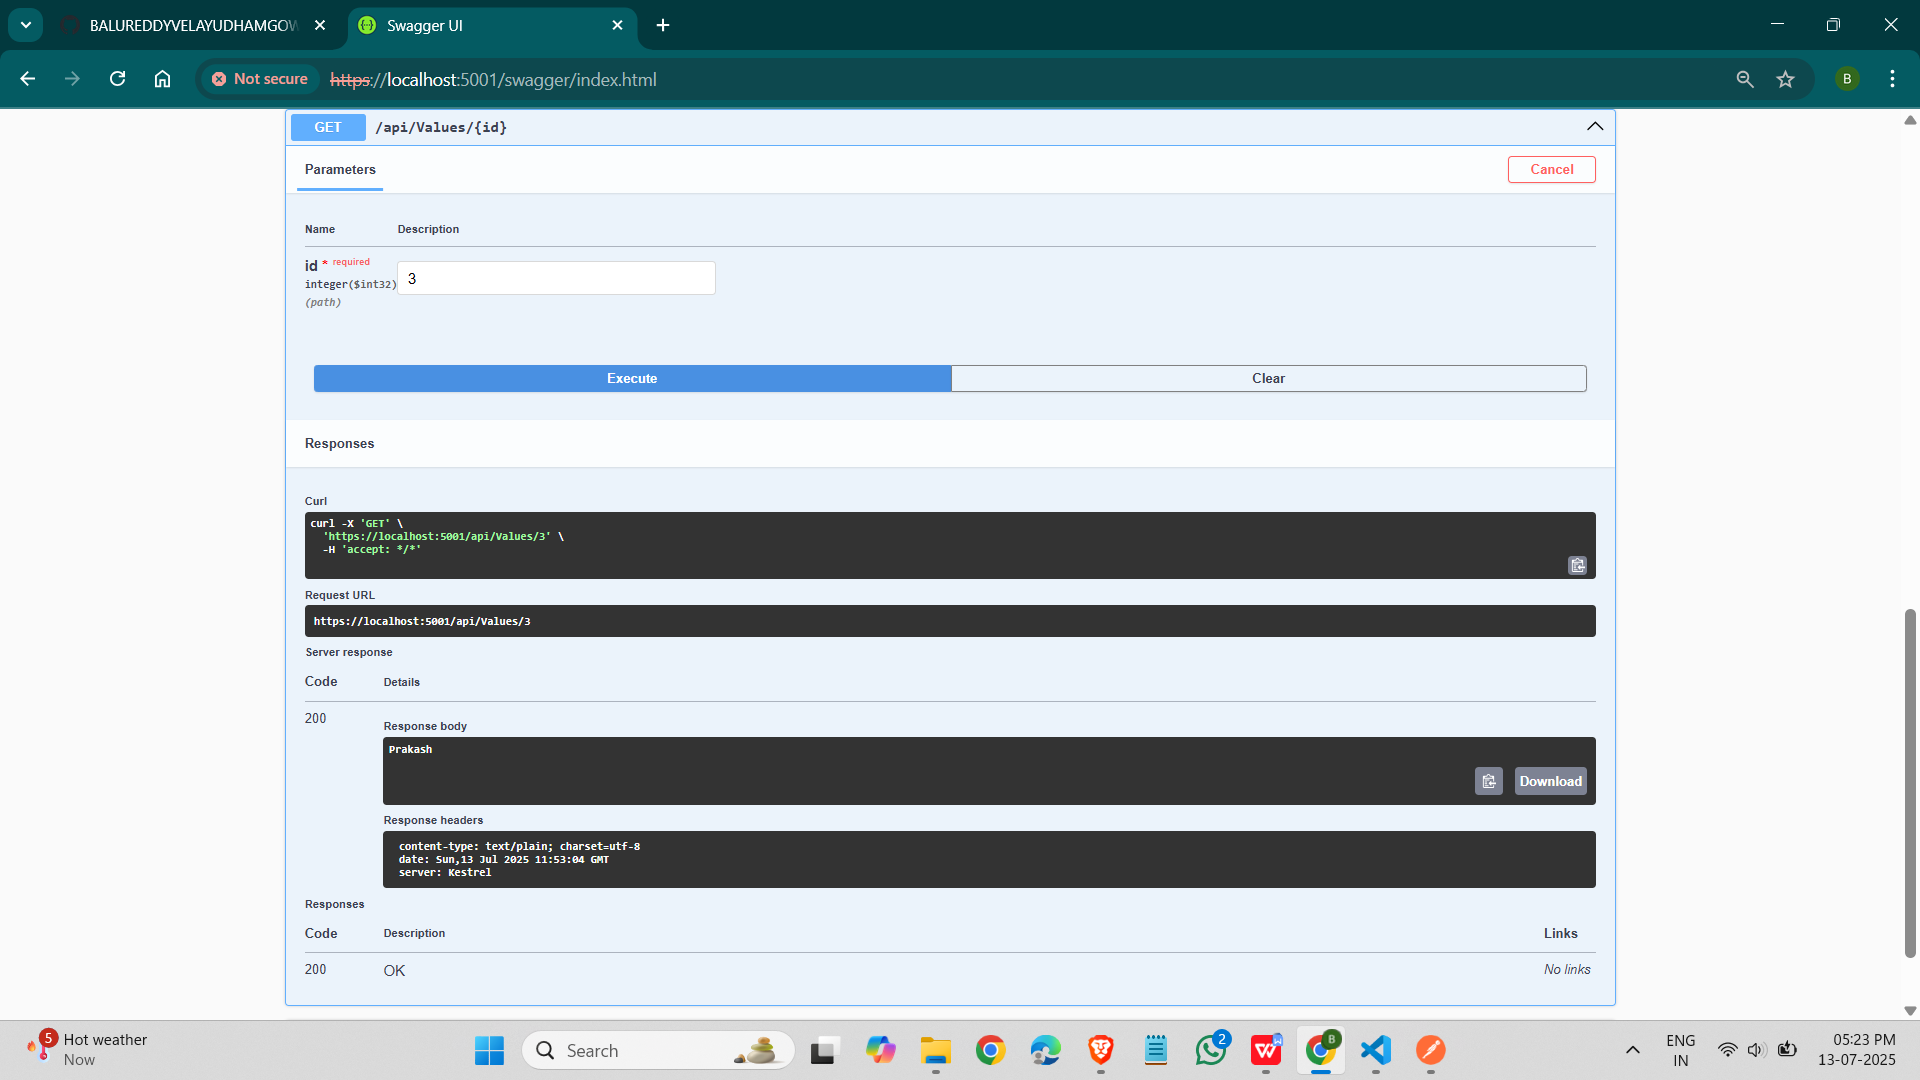 BALUREDDYVELAYUDHAMGOW
Swagger UI
Not secure
https://localhost:5001/swagger/index.html
B
GET /api/Values/{id}
Parameters
Cancel
Name Description
id * required
integer($int32)
(path)
3
Execute
Clear
Responses
Curl
curl -X 'GET' \
'https://localhost:5001/api/Values/3' \
-H 'accept: */*'
Request URL
https://localhost:5001/api/Values/3
Server response
Code Details
200
Response body
Prakash
Download
Response headers
content-type: text/plain; charset=utf-8
date: Sun,13 Jul 2025 11:53:04 GMT
server: Kestrel
Responses
Code Description Links
200 OK No links
5
Hot weather
Now
Search
2
W
B
ENG
IN
05:23 PM
13-07-2025